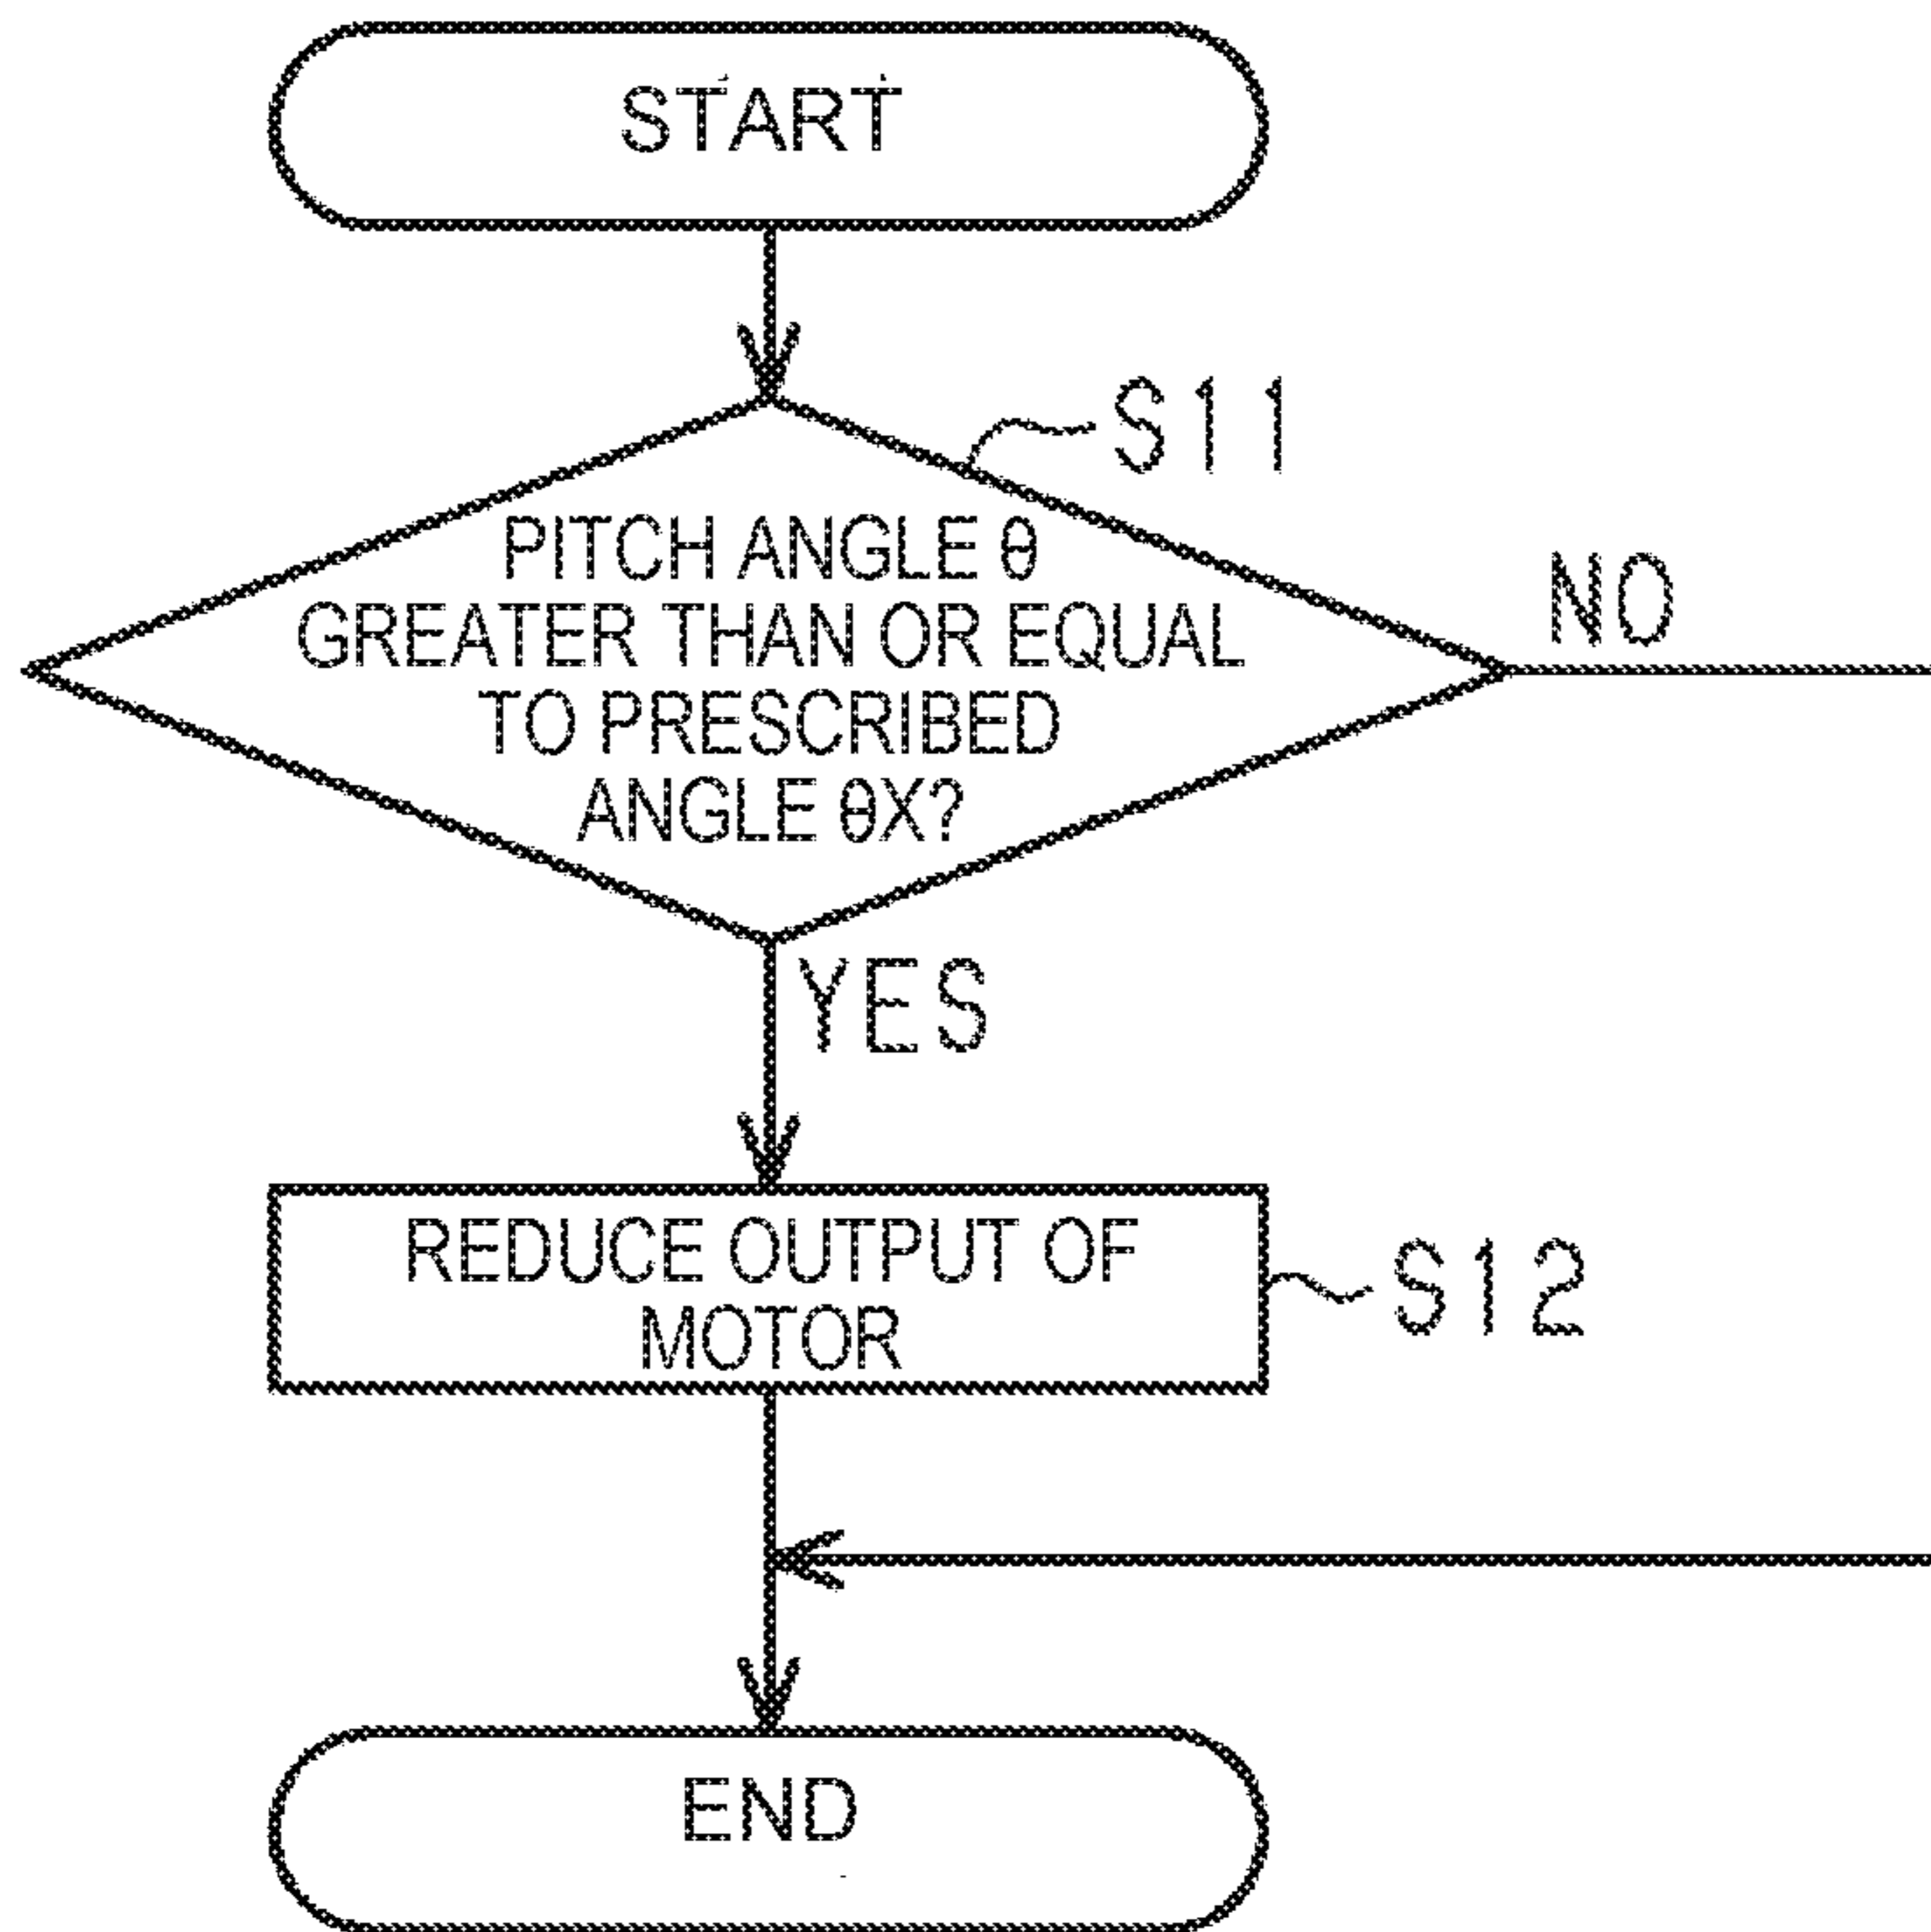 START
S11
PITCH ANGLE θ
GREATER THAN OR EQUAL
TO PRESCRIBED
ANGLE θX?
NO
YES
REDUCE OUTPUT OF
MOTOR
S12
END